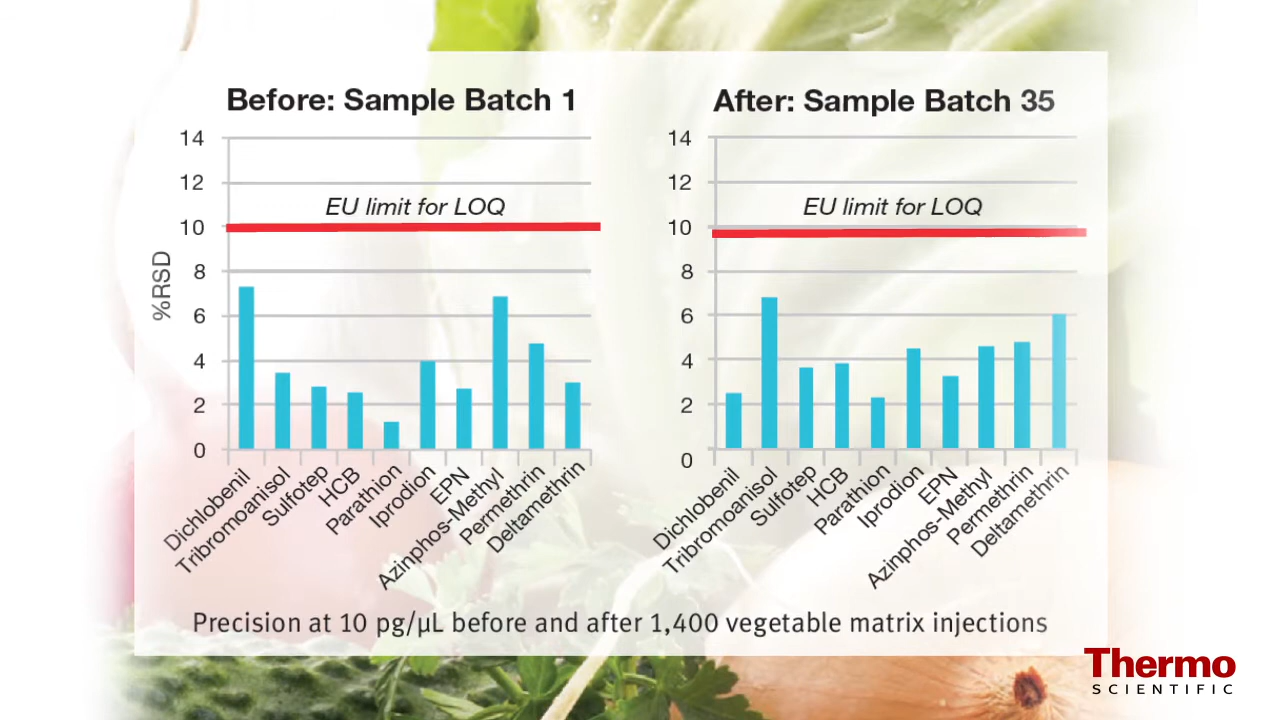 Before: Sample Batch 1
14
12
EU limit for LOQ
10
%RSD
8
6
4
2
0
Dichlobenil
Tribromoanisol
Sulfotep
HCB
Parathion
Iprodion
EPN
Azinphos-Methyl
Permethrin
Deltamethrin
After: Sample Batch 35
14
12
EU limit for LOQ
10
8
6
4
2
0
Dichlobenil
Tribromoanisol
Sulfotep
HCB
Parathion
Iprodion
EPN
Azinphos-Methyl
Permethrin
Deltamethrin
Precision at 10 pg/µL before and after 1,400 vegetable matrix injections
Thermo
SCIENTIFIC